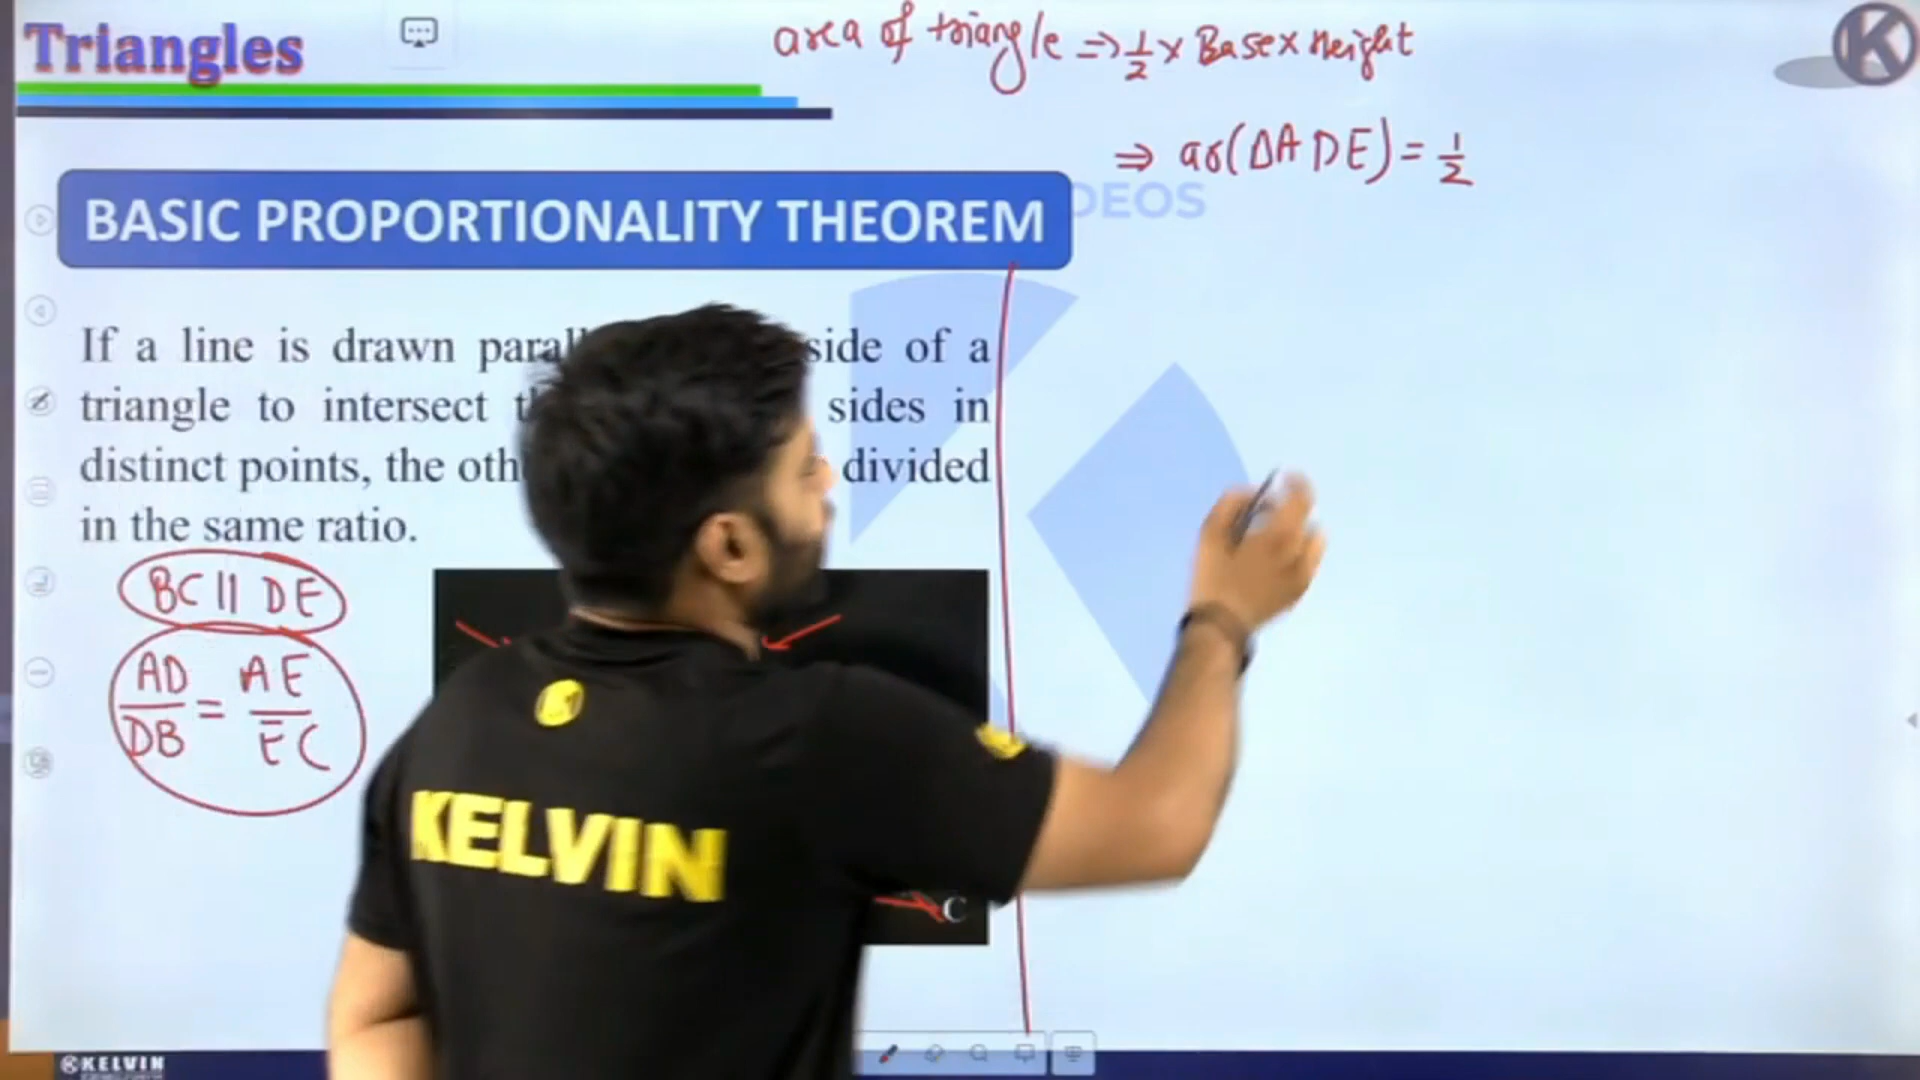 Triangles
area of triangle ⇒ 1/2 × Base × Height
⇒ ar(ΔADE) = 1/2
DEOS
BASIC PROPORTIONALITY THEOREM
If a line is drawn side of a
triangle to intersect sides in
distinct points, the divided
in the same ratio.
BC || DE
AD/DB = AE/EC
KELVIN
C
KELVIN